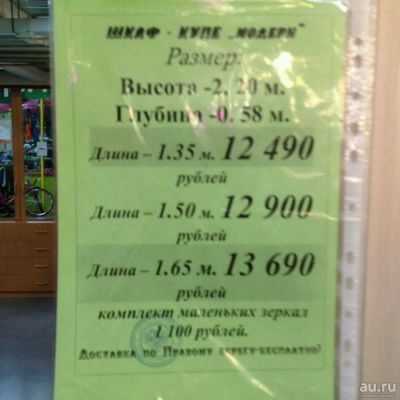 ШКАФ - КУПЕ „МОДЕРН"
Размер:
Высота -2, 20 м.
Глубина -0. 58 м.
Длина – 1.35 м. 12 490
рублей
Длина – 1.50 м. 12 900
рублей
Длина – 1.65 м. 13 690
рублей
комплект маленьких зеркал
1 100 рублей.
Доставка по Правому берегу-бесплатно!
au.ru